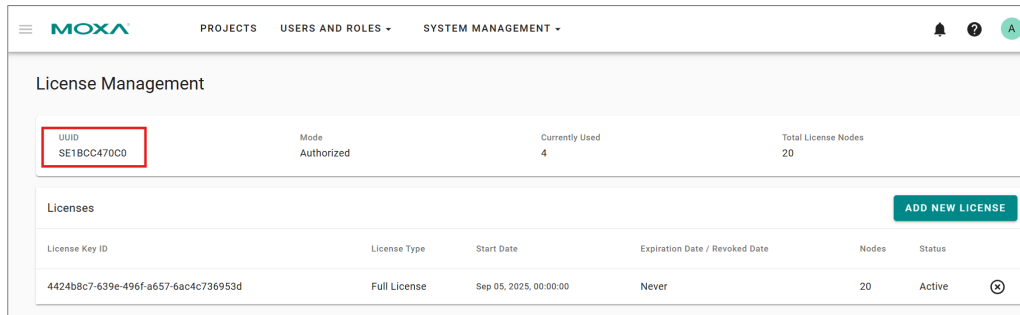 MOXA PROJECTS USERS AND ROLES SYSTEM MANAGEMENT A
License Management
UUID Mode Currently Used Total License Nodes
SE1BCC470C0 Authorized 4 20
Licenses ADD NEW LICENSE
License Key ID License Type Start Date Expiration Date / Revoked Date Nodes Status
4424b8c7-639e-496f-a657-6ac4c736953d Full License Sep 05, 2025, 00:00:00 Never 20 Active